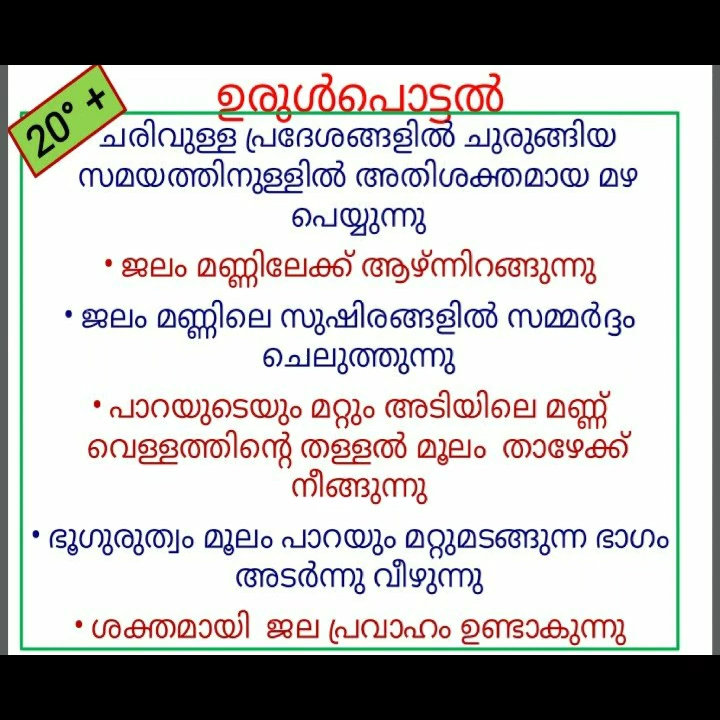 ഉരുൾപൊട്ടൽ
20° +
ചരിവുള്ള പ്രദേശങ്ങളിൽ ചുരുങ്ങിയ
സമയത്തിനുള്ളിൽ അതിശക്തമായ മഴ
പെയ്യുന്നു
• ജലം മണ്ണിലേക്ക് ആഴ്ന്നിറങ്ങുന്നു
• ജലം മണ്ണിലെ സുഷിരങ്ങളിൽ സമ്മർദ്ദം
ചെലുത്തുന്നു
• പാറയുടെയും മറ്റും അടിയിലെ മണ്ണ്
വെള്ളത്തിന്റെ തള്ളൽ മൂലം താഴേക്ക്
നീങ്ങുന്നു
• ഭൂഗുരുത്വം മൂലം പാറയും മറ്റുമടങ്ങുന്ന ഭാഗം
അടർന്നു വീഴുന്നു
• ശക്തമായി ജല പ്രവാഹം ഉണ്ടാകുന്നു